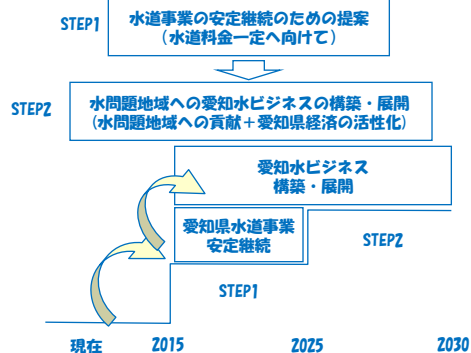 STEP1
水道事業の安定継続のための提案
(水道料金一定へ向けて)
STEP2
水問題地域への愛知水ビジネスの構築・展開
(水問題地域への貢献+愛知県経済の活性化)
愛知水ビジネス
構築・展開
愛知県水道事業
安定継続
STEP2
STEP1
現在 2015 2025 2030